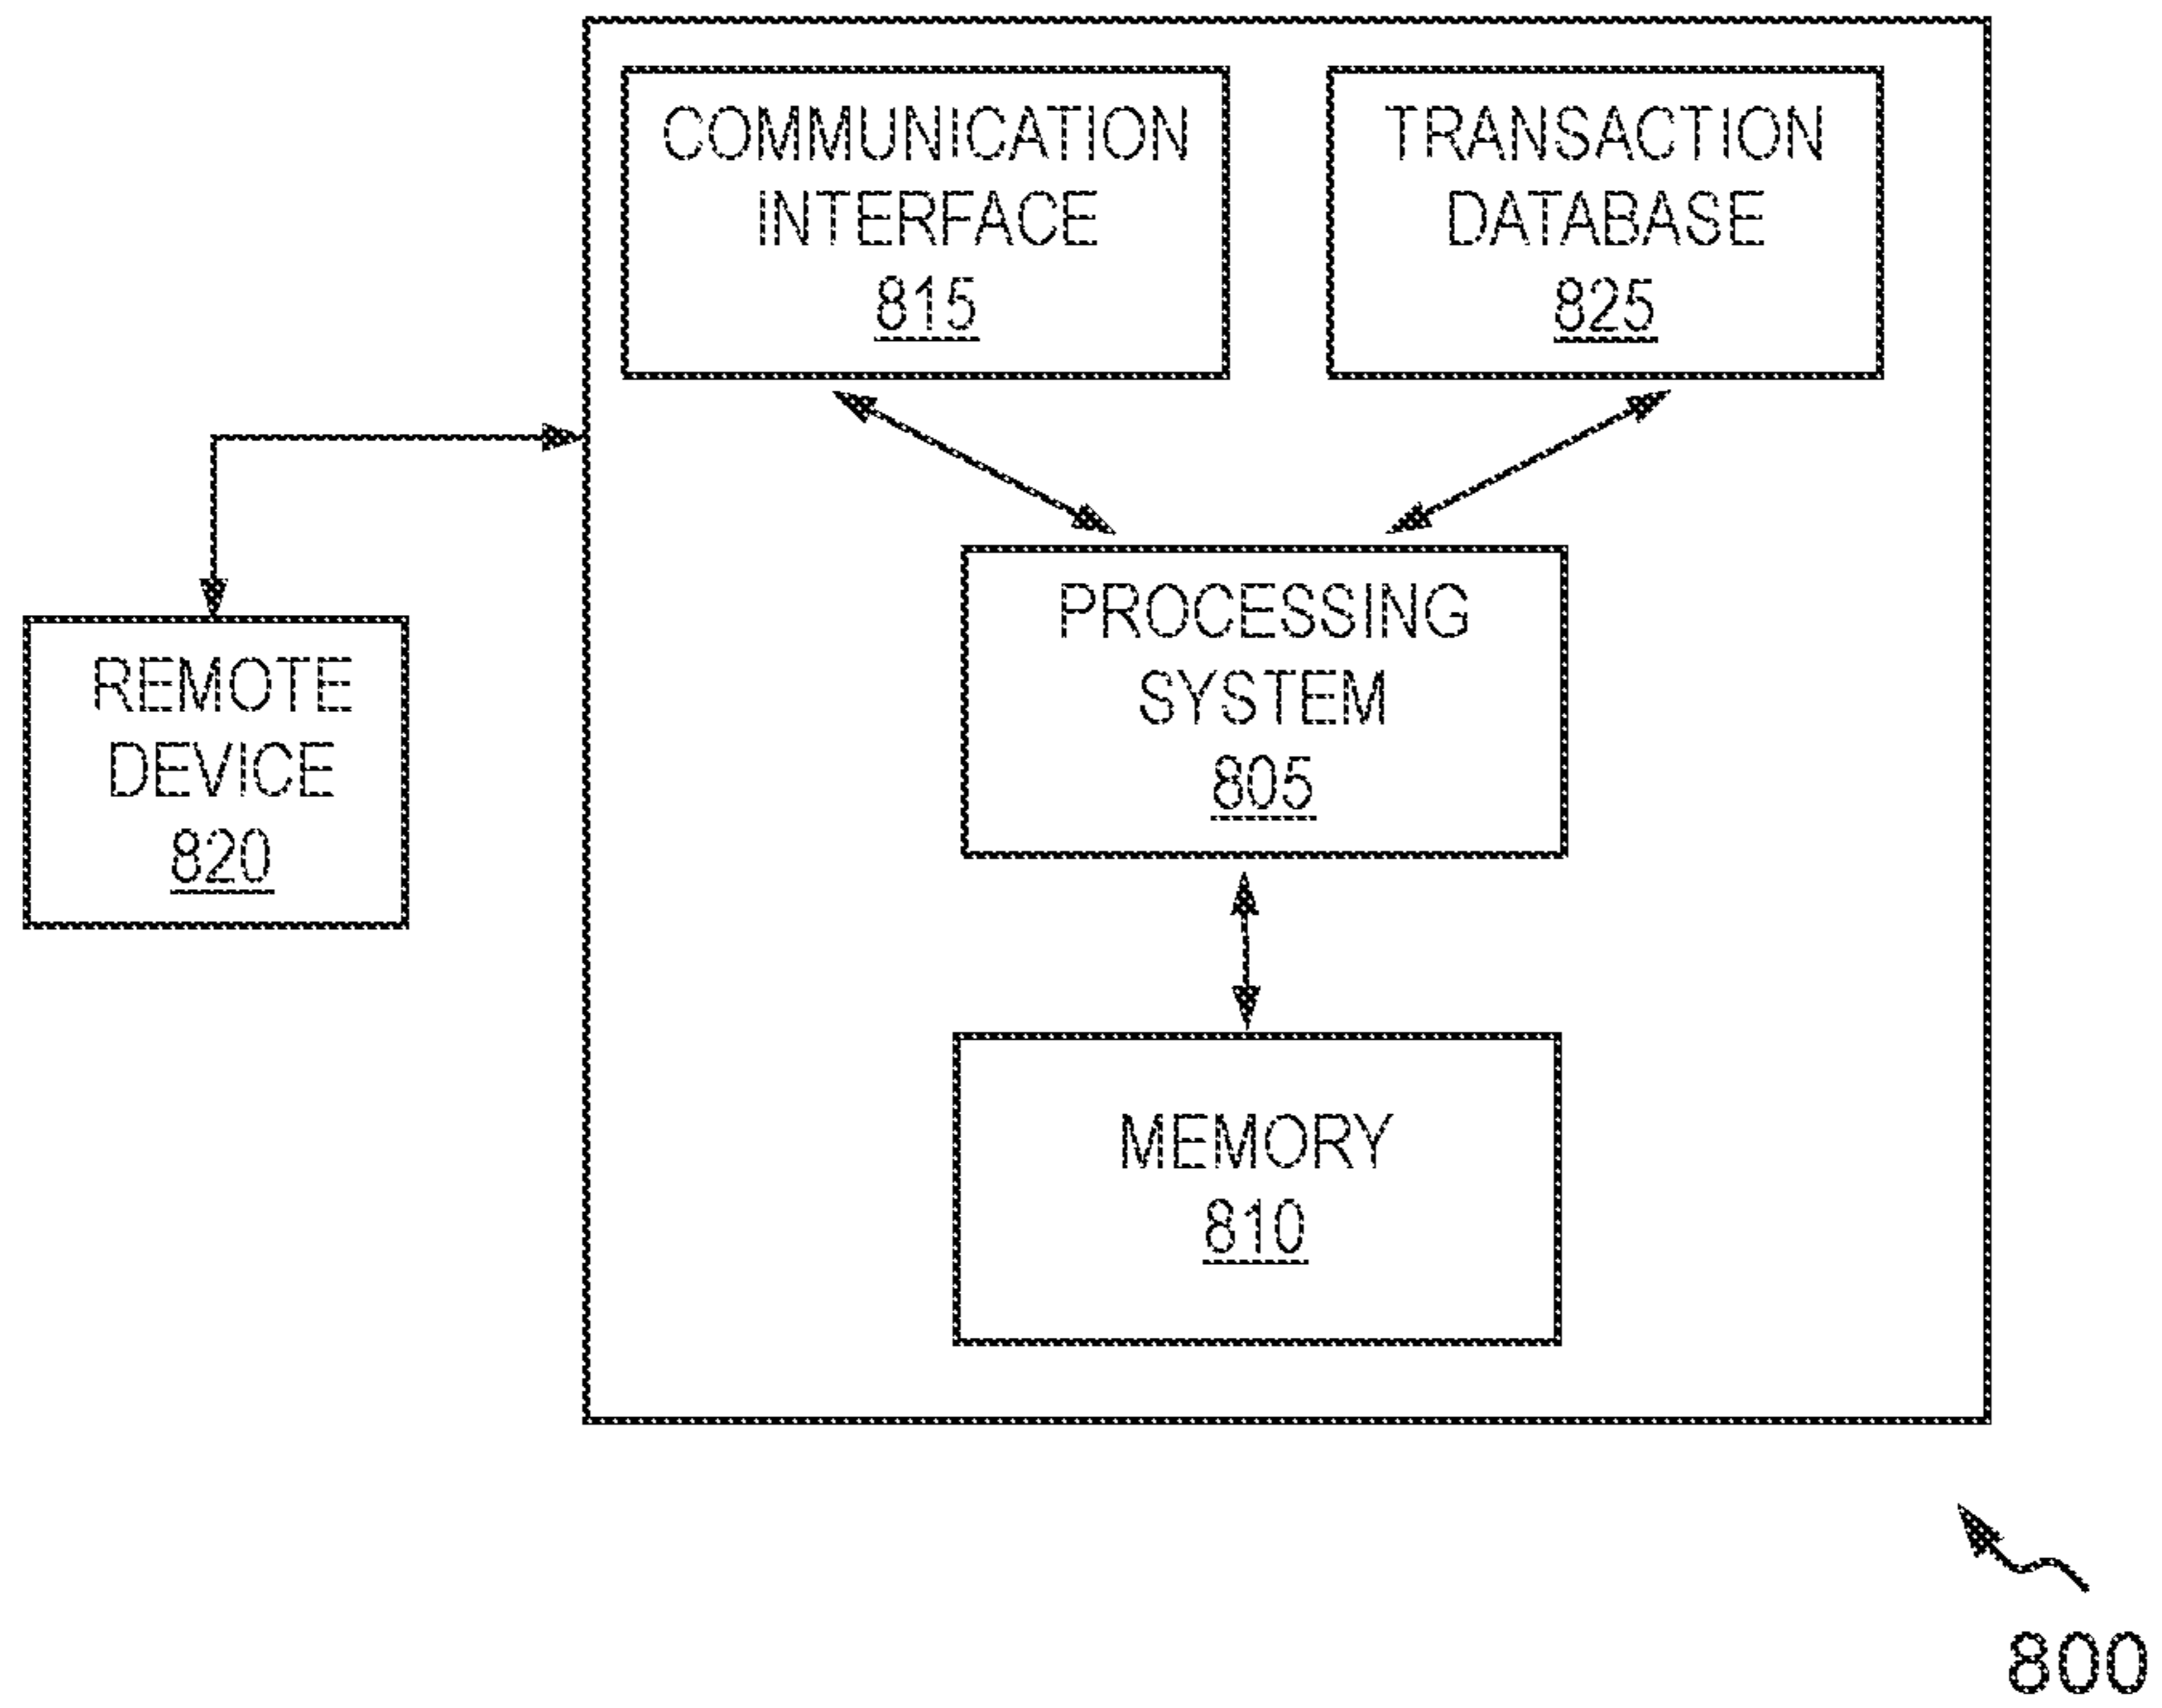 COMMUNICATION
INTERFACE
815
TRANSACTION
DATABASE
825
REMOTE
DEVICE
820
PROCESSING
SYSTEM
805
MEMORY
810
800